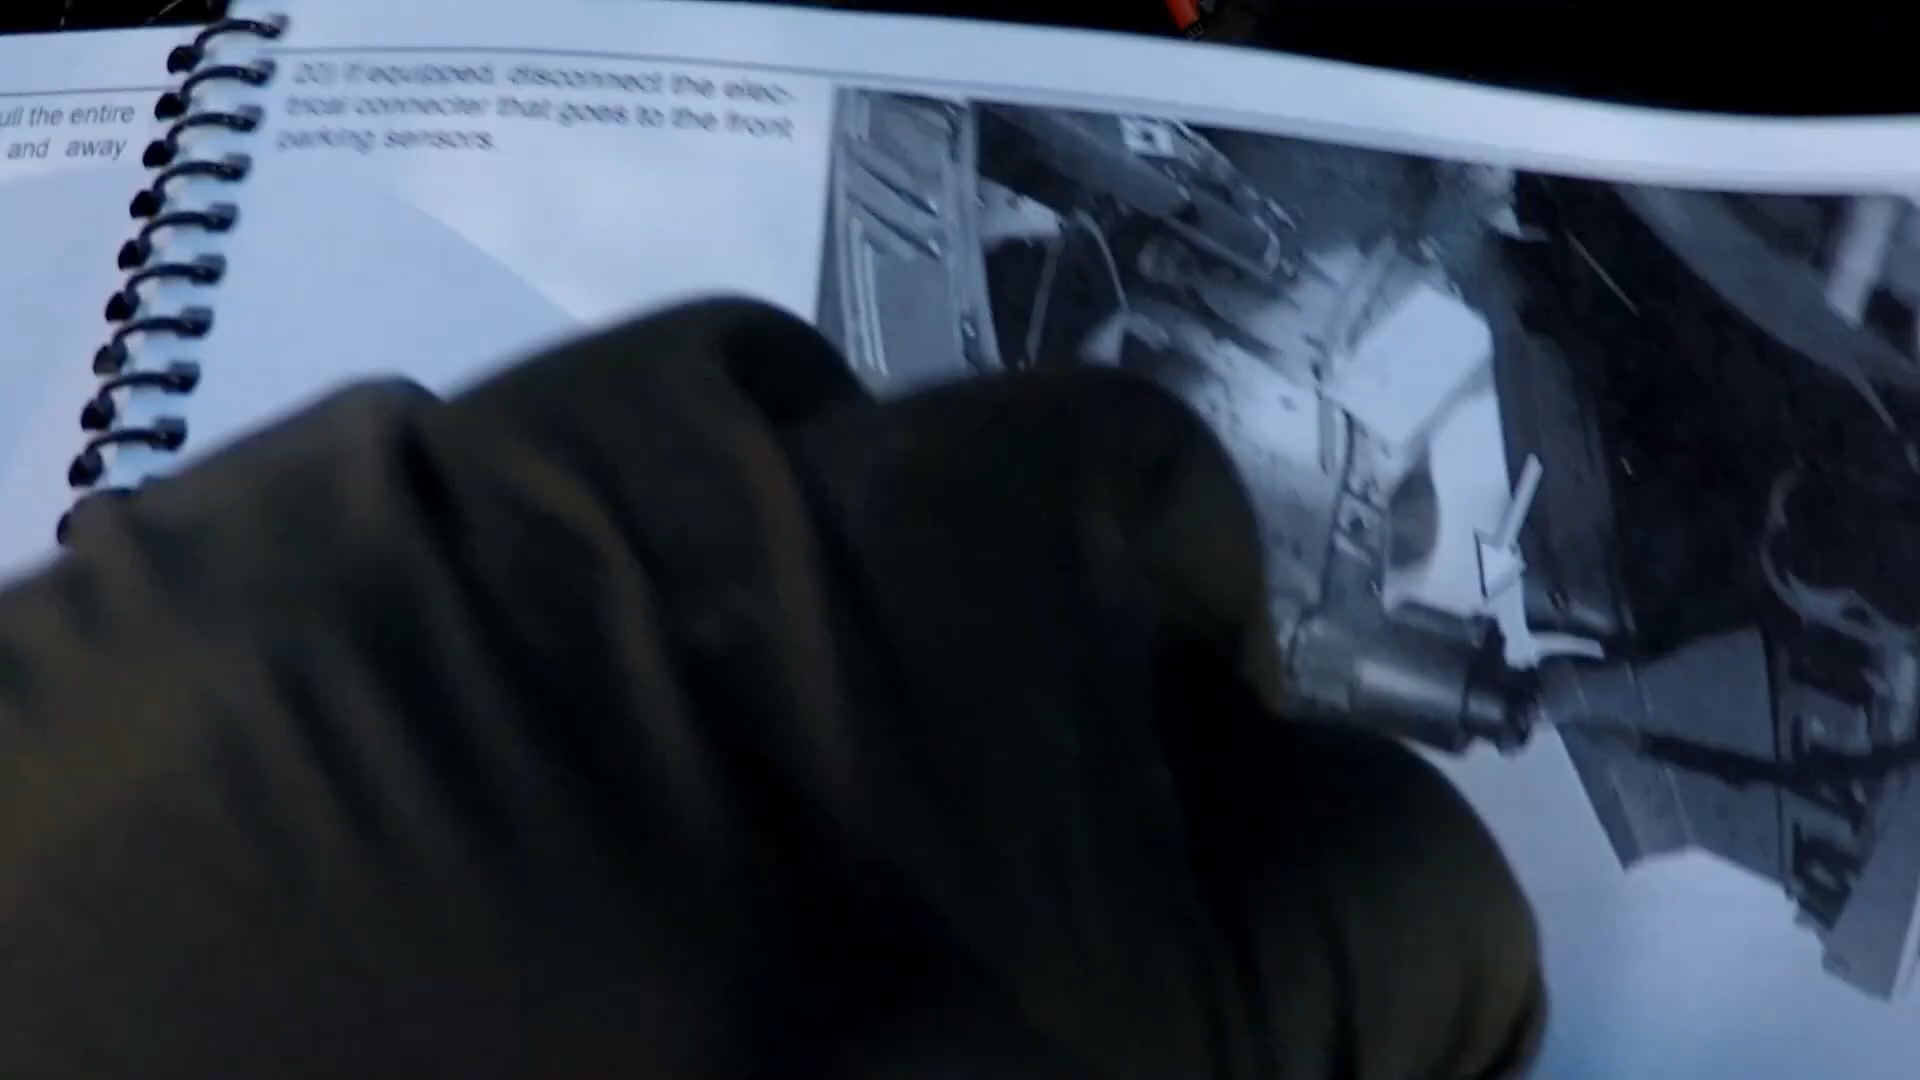 ull the entire
and away
20) If equipped, disconnect the elec-
trical connecter that goes to the front
parking sensors.